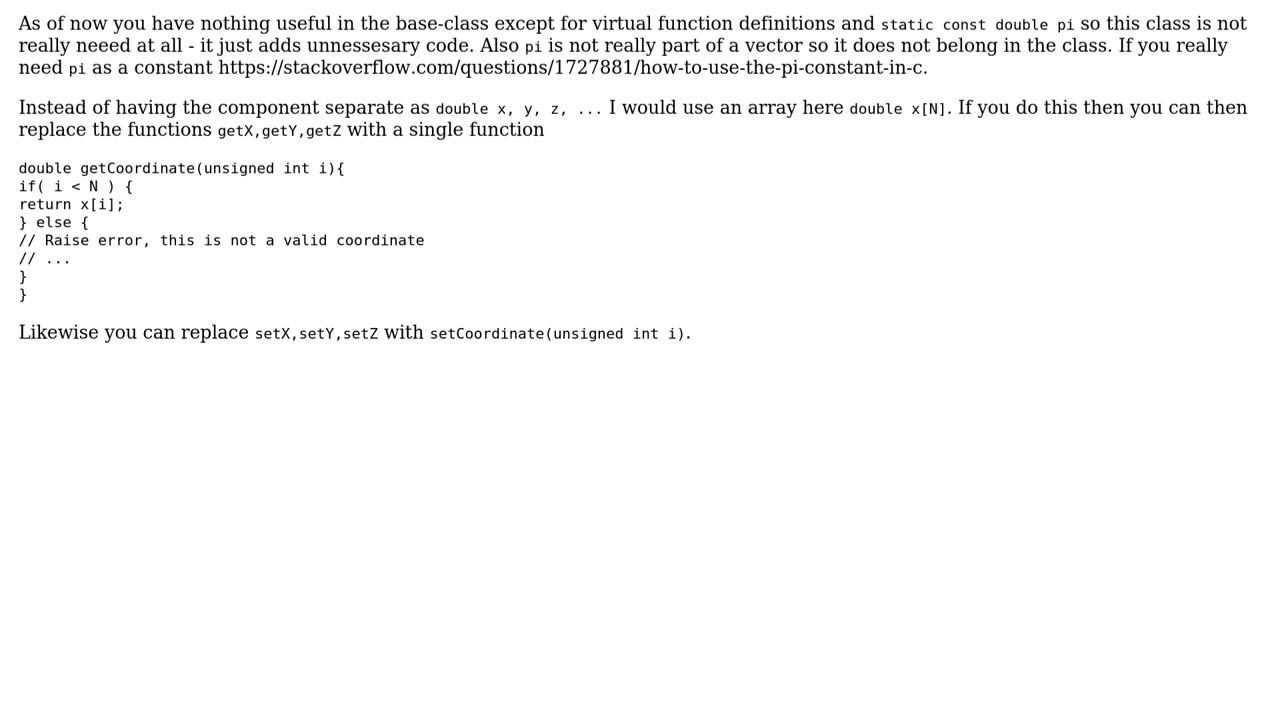 As of now you have nothing useful in the base-class except for virtual function definitions and static const double pi so this class is not
really neeed at all - it just adds unnessesary code. Also pi is not really part of a vector so it does not belong in the class. If you really
need pi as a constant https://stackoverflow.com/questions/1727881/how-to-use-the-pi-constant-in-c.
Instead of having the component separate as double x, y, z, ... I would use an array here double x[N]. If you do this then you can then
replace the functions getX,getY,getZ with a single function
double getCoordinate(unsigned int i){
if( i < N ) {
return x[i];
} else {
// Raise error, this is not a valid coordinate
// ...
}
}
Likewise you can replace setX,setY,setZ with setCoordinate(unsigned int i).